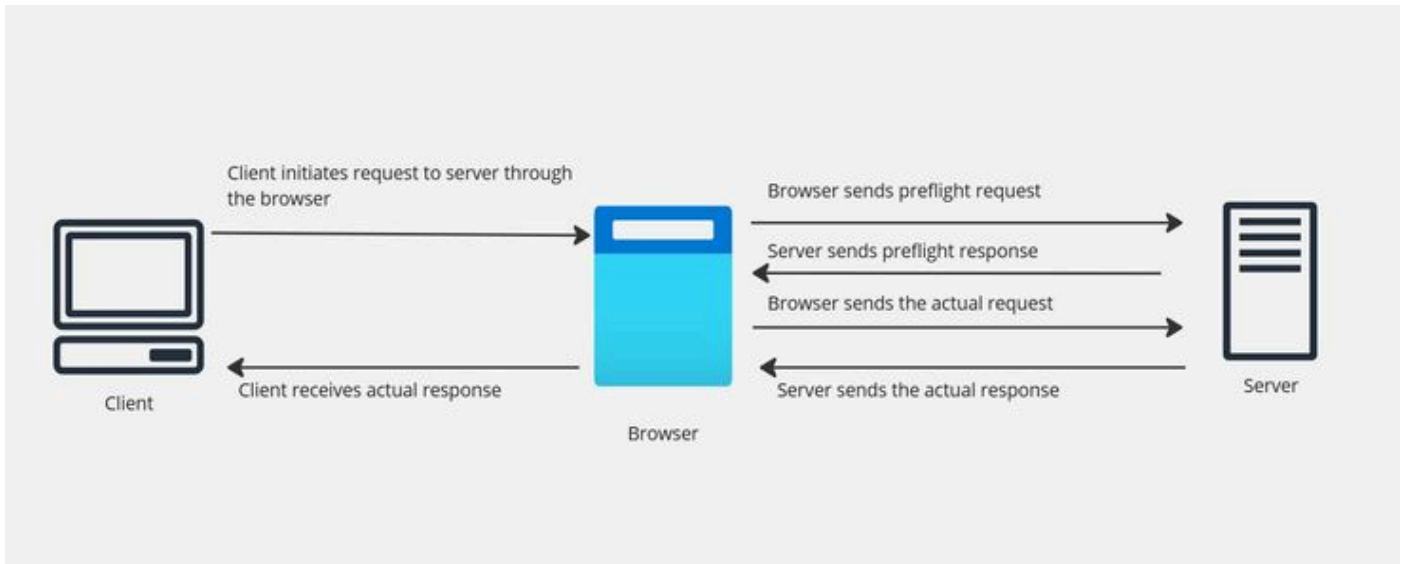 Client initiates request to server through
the browser
Browser sends preflight request
Server sends preflight response
Browser sends the actual request
Client receives actual response
Server sends the actual response
Client
Browser
Server